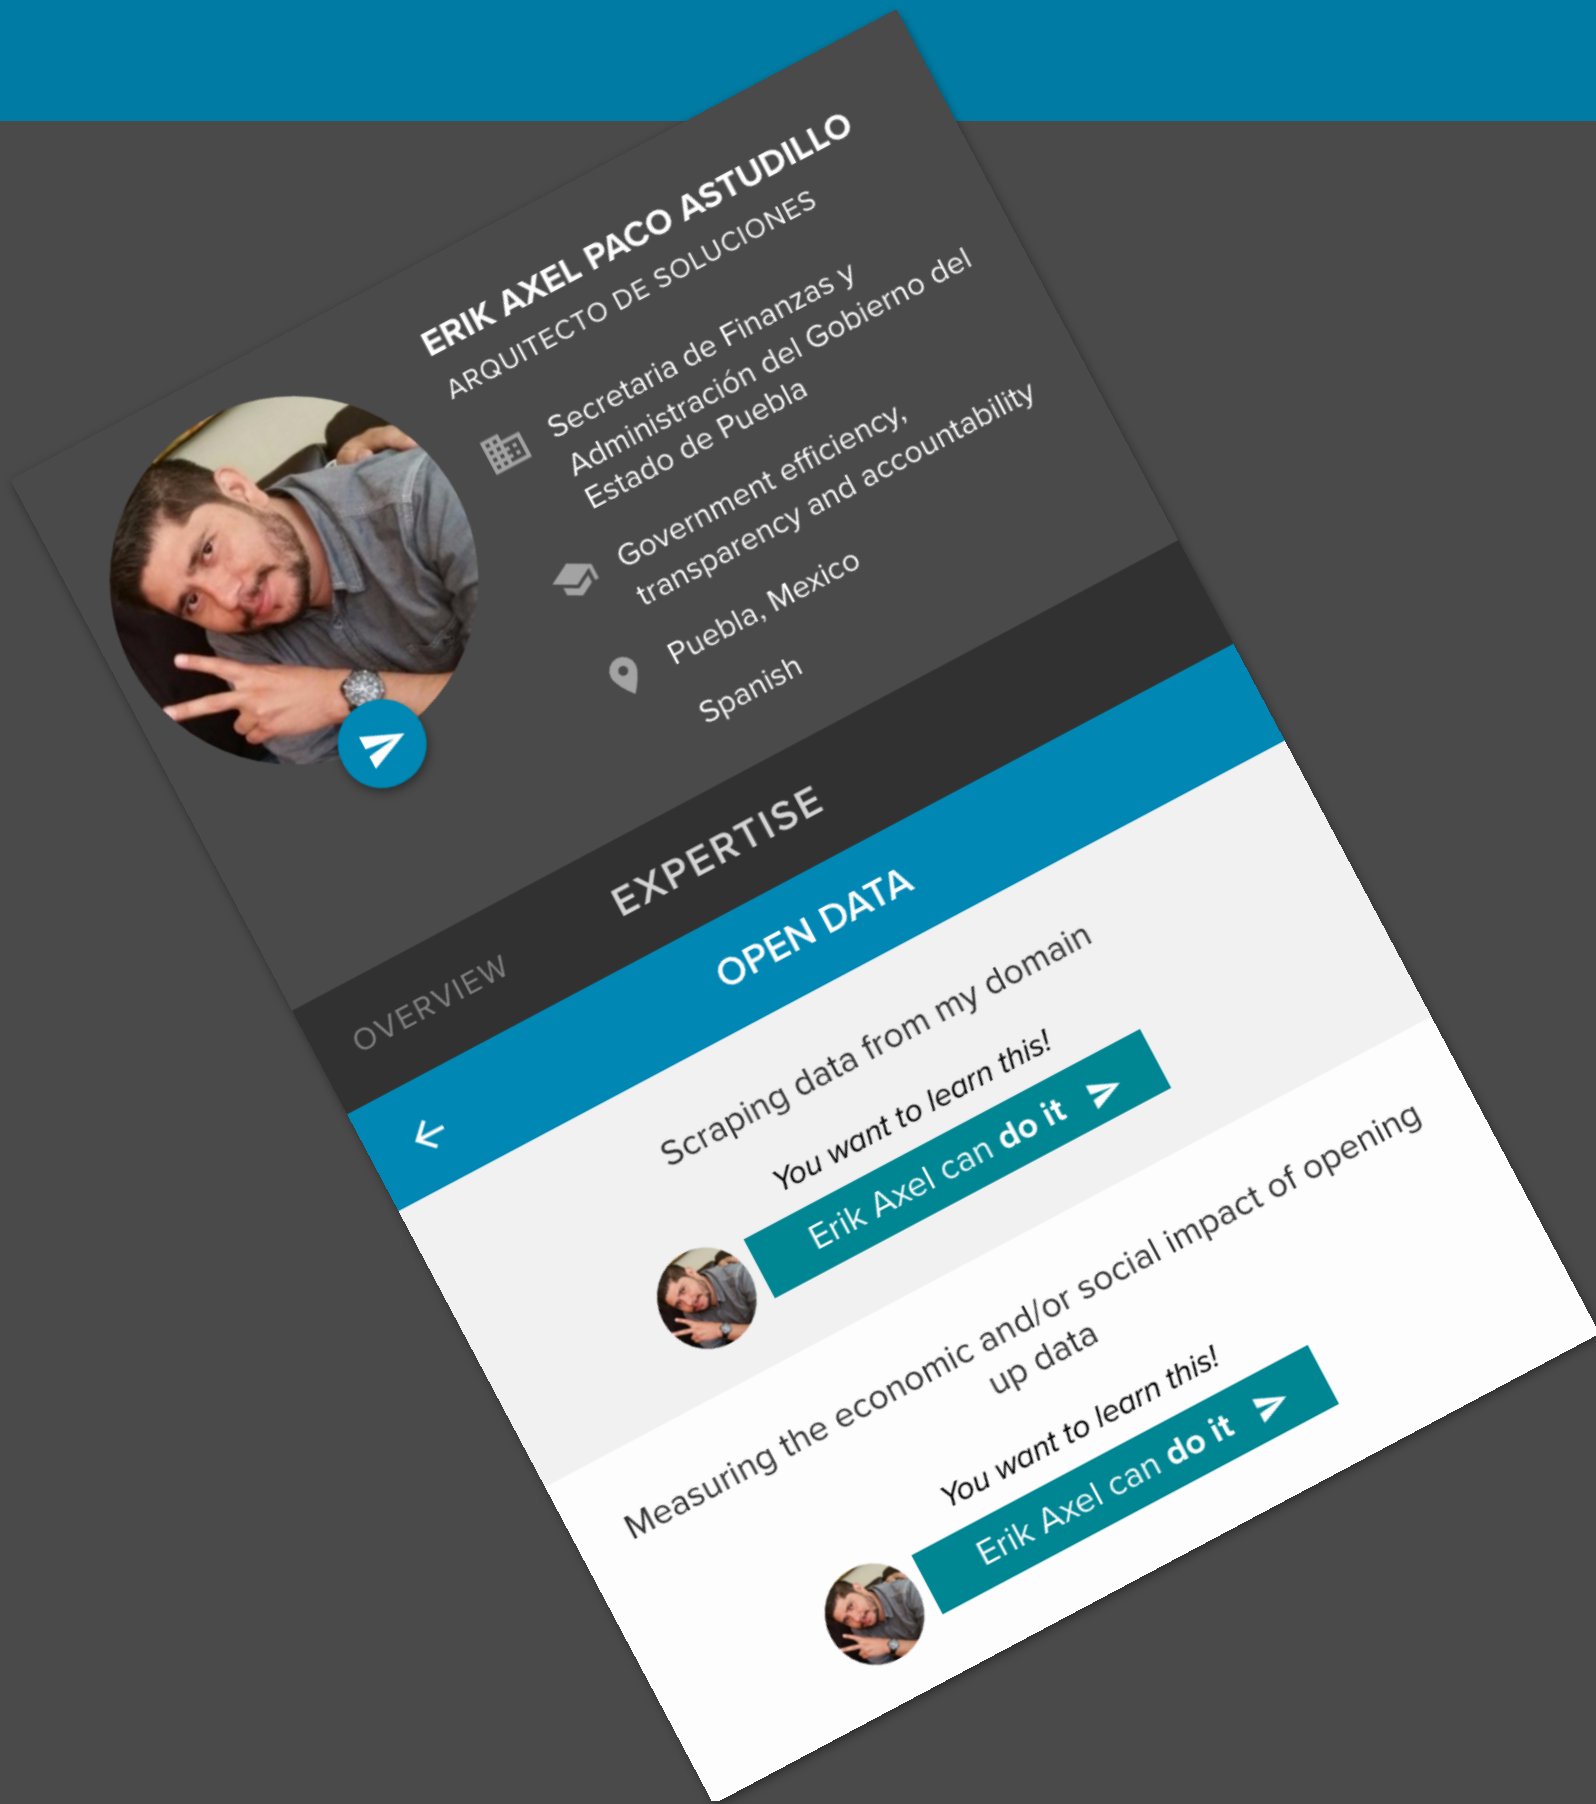 ERIK AXEL PACO ASTUDILLO
ARQUITECTO DE SOLUCIONES
Secretaria de Finanzas y
Administración del Gobierno del
Estado de Puebla
Government efficiency,
transparency and accountability
Puebla, Mexico
Spanish
OVERVIEW
EXPERTISE
OPEN DATA
Scraping data from my domain
You want to learn this!
Erik Axel can do it
Measuring the economic and/or social impact of opening
up data
You want to learn this!
Erik Axel can do it